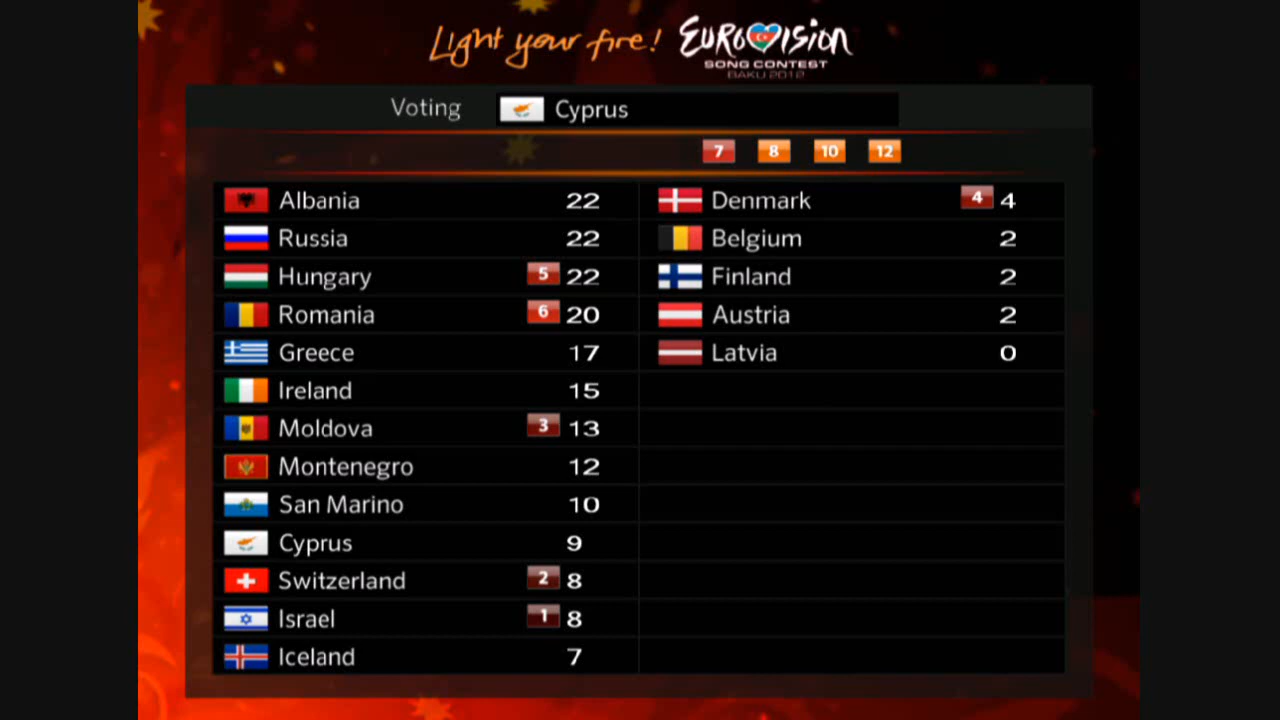 Light your fire! EUROVISION
SONG CONTEST
BAKU 2012
Voting Cyprus
7 8 10 12
Albania 22 Denmark 4 4
Russia 22 Belgium 2
Hungary 5 22 Finland 2
Romania 6 20 Austria 2
Greece 17 Latvia 0
Ireland 15
Moldova 3 13
Montenegro 12
San Marino 10
Cyprus 9
Switzerland 2 8
Israel 1 8
Iceland 7